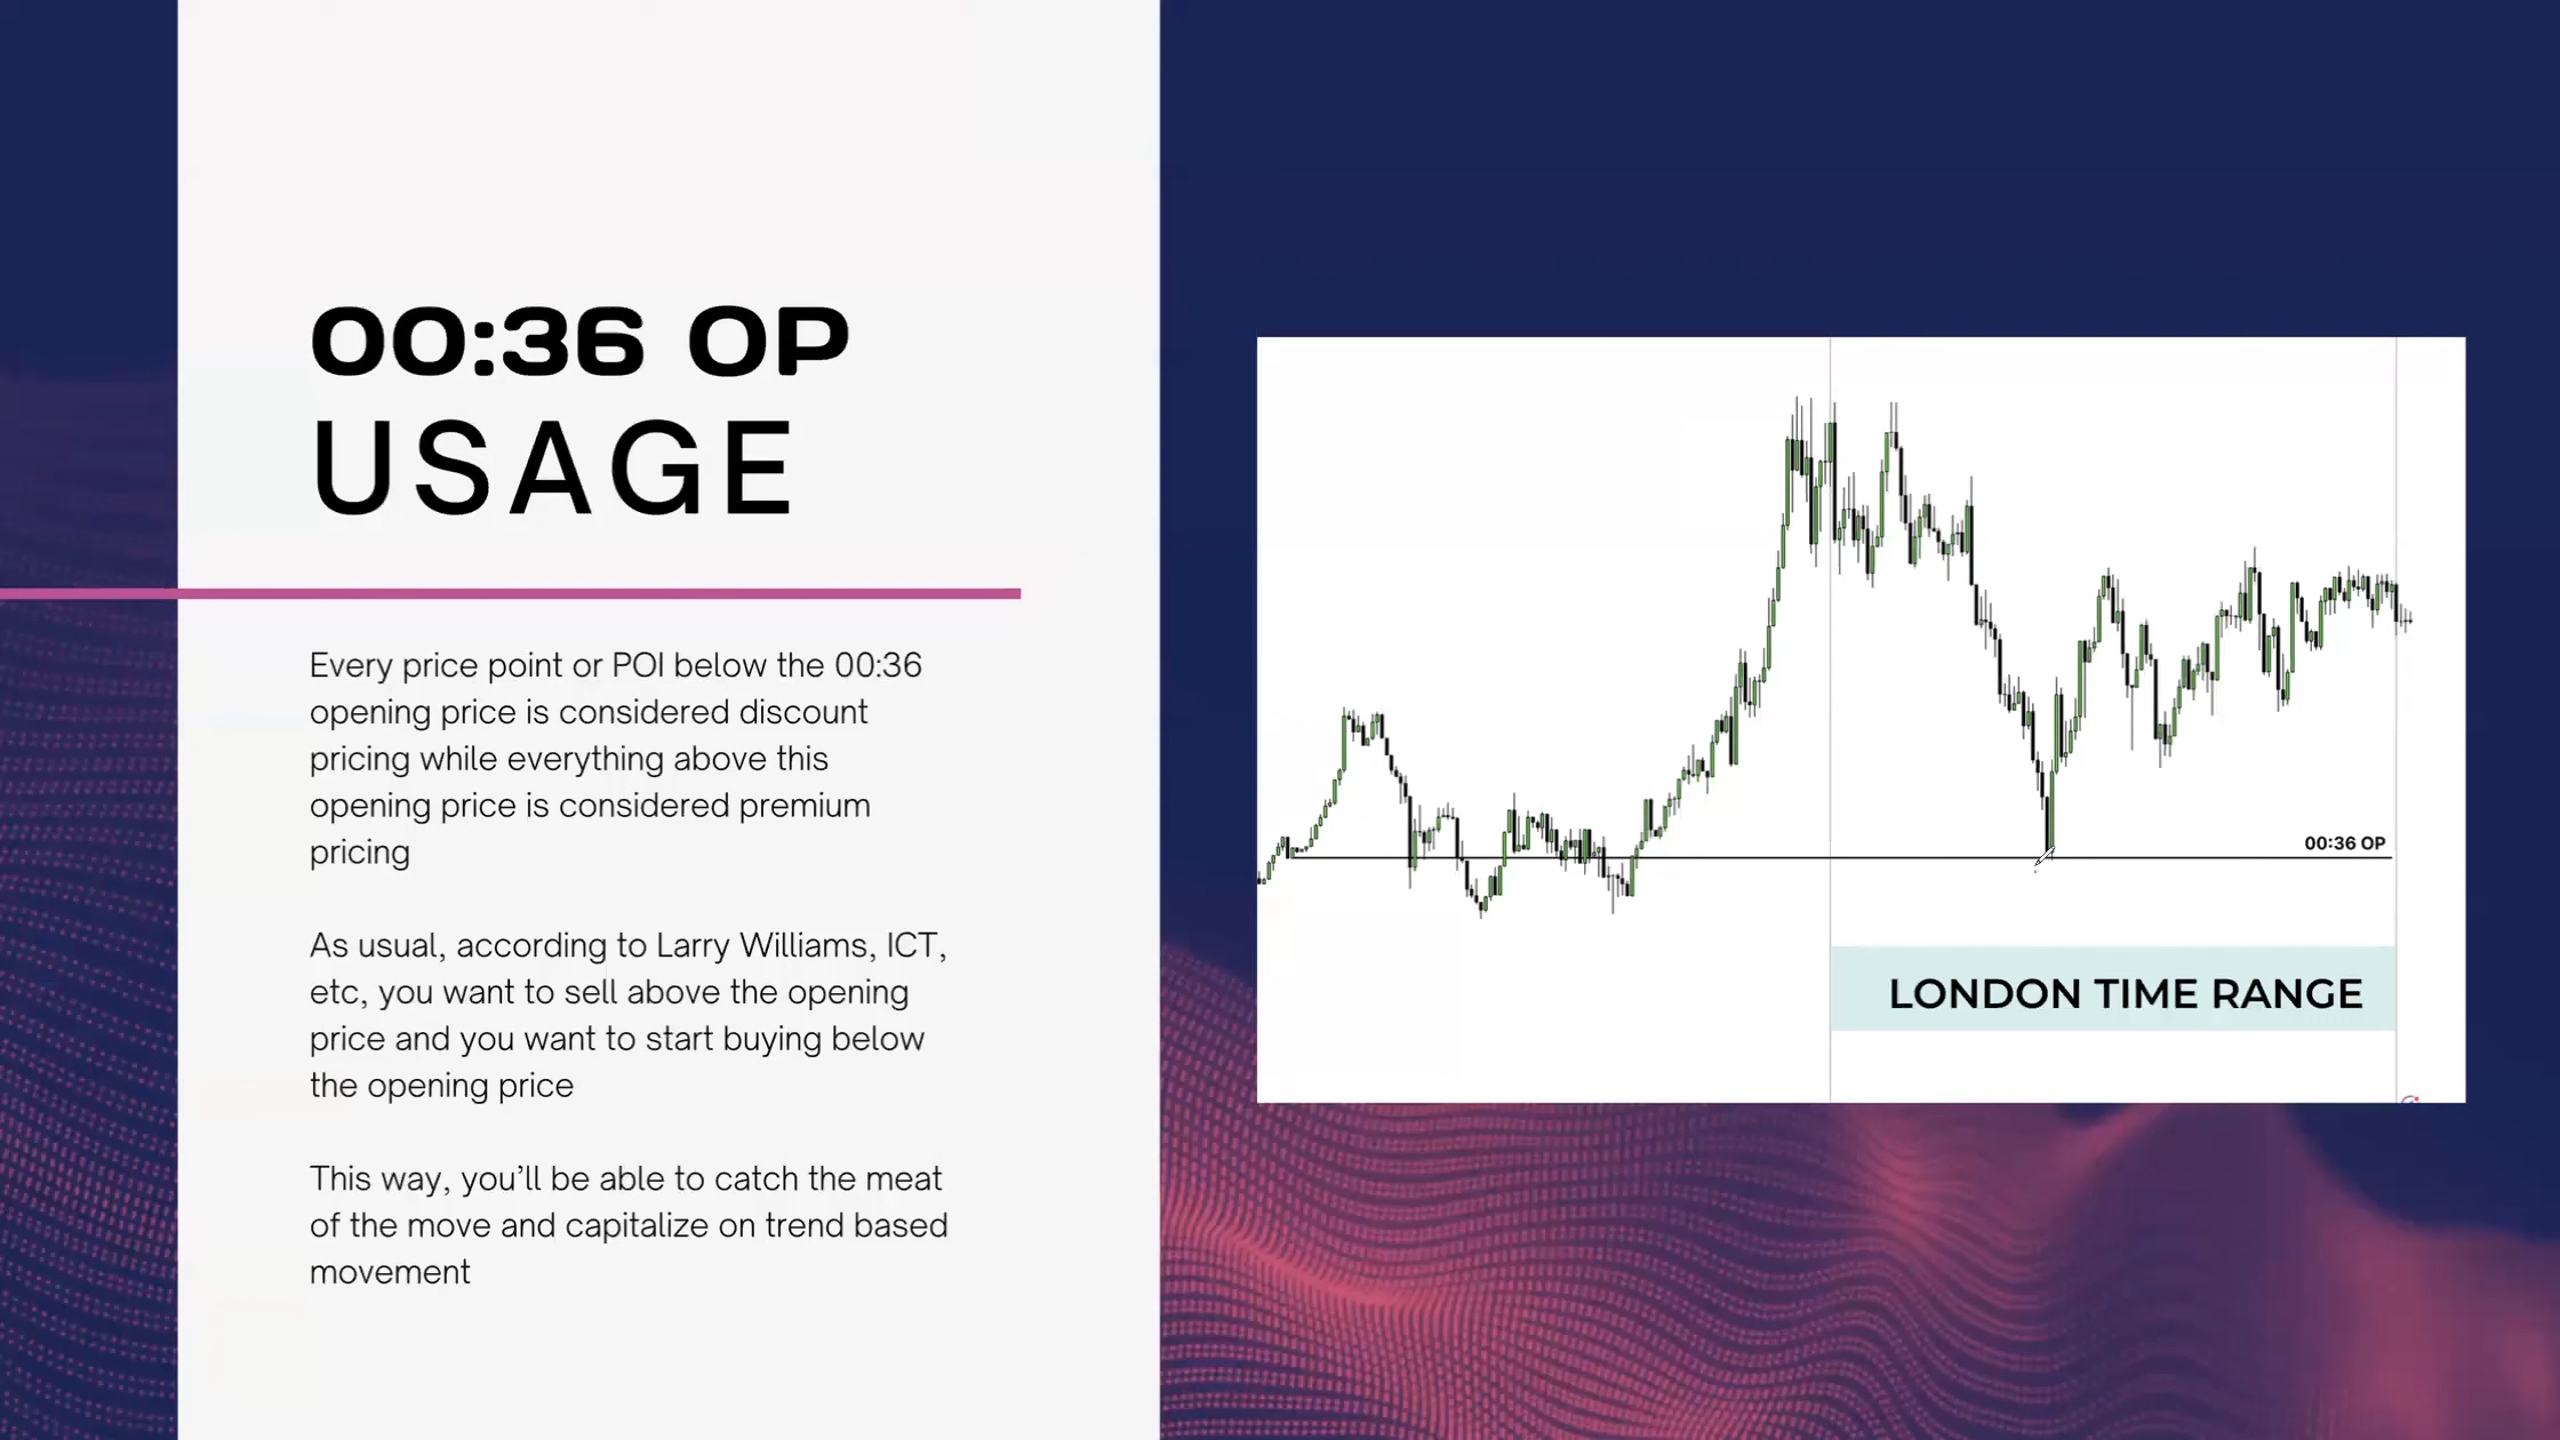 00:36 OP
USAGE
Every price point or POI below the 00:36
opening price is considered discount
pricing while everything above this
opening price is considered premium
pricing
As usual, according to Larry Williams, ICT,
etc, you want to sell above the opening
price and you want to start buying below
the opening price
This way, you'll be able to catch the meat
of the move and capitalize on trend based
movement
00:36 OP
LONDON TIME RANGE